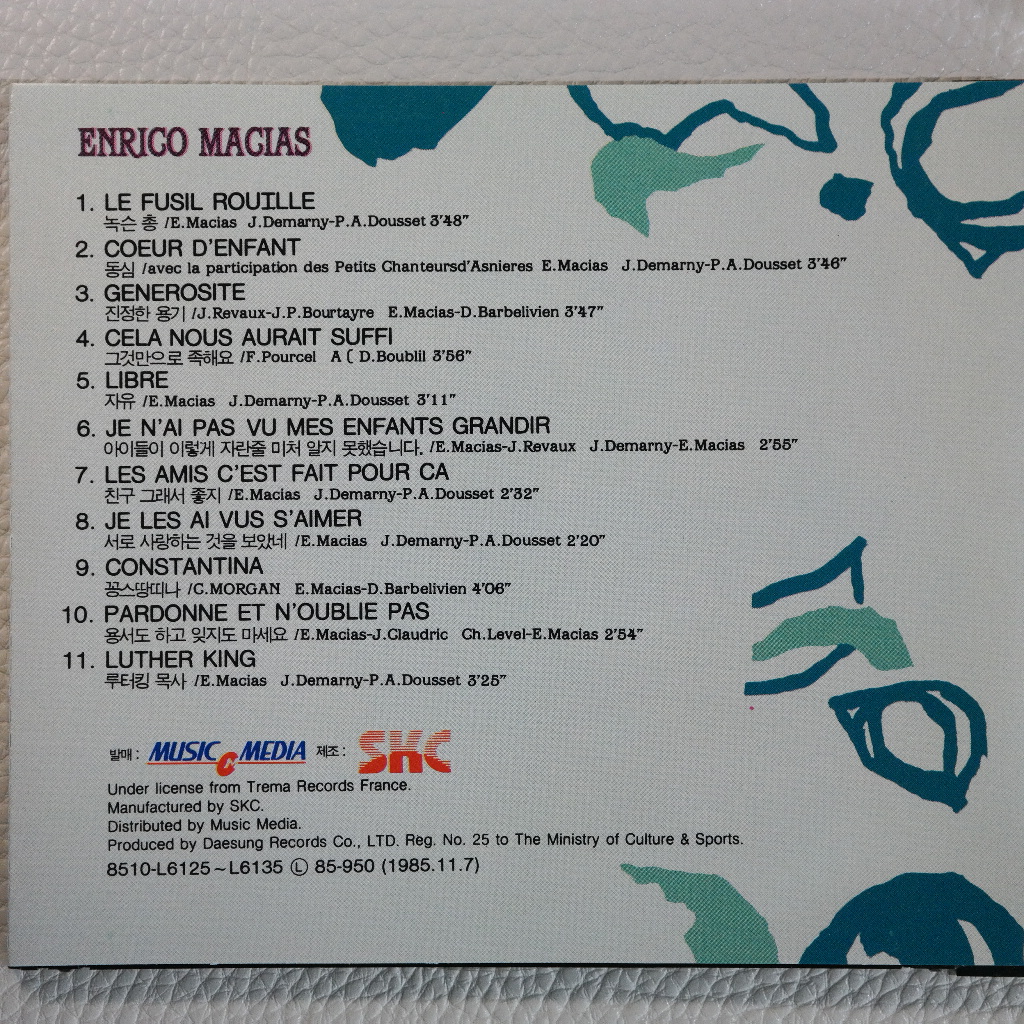 ENRICO MACIAS
1. LE FUSIL ROUILLE
녹슨 총 /E.Macias J.Demarny-P.A.Dousset 3'48"
2. COEUR D'ENFANT
동심 /avec la participation des Petits Chanteursd'Asnieres E.Macias J.Demarny-P.A.Dousset 3'46"
3. GENEROSITE
진정한 용기 /J.Revaux-J.P.Bourtayre E.Macias-D.Barbelivien 3'47"
4. CELA NOUS AURAIT SUFFI
그것만으로 족해요 /F.Pourcel A ( D.Boublil 3'56"
5. LIBRE
자유 /E.Macias J.Demarny-P.A.Dousset 3'11"
6. JE N'AI PAS VU MES ENFANTS GRANDIR
아이들이 이렇게 자란줄 미처 알지 못했습니다. /E.Macias-J.Revaux J.Demarny-E.Macias 2'55"
7. LES AMIS C'EST FAIT POUR CA
친구 그래서 좋지 /E.Macias J.Demarny-P.A.Dousset 2'32"
8. JE LES AI VUS S'AIMER
서로 사랑하는 것을 보았네 /E.Macias J.Demarny-P.A.Dousset 2'20"
9. CONSTANTINA
꽁스땅띠나 /C.MORGAN E.Macias-D.Barbelivien 4'06"
10. PARDONNE ET N'OUBLIE PAS
용서도 하고 잊지도 마세요 /E.Macias-J.Claudric Ch.Level-E.Macias 2'54"
11. LUTHER KING
루터킹 목사 /E.Macias J.Demarny-P.A.Dousset 3'25"
발매 : MUSIC MEDIA 제조 : SKC
Under license from Trema Records France.
Manufactured by SKC.
Distributed by Music Media.
Produced by Daesung Records Co., LTD. Reg. No. 25 to The Ministry of Culture & Sports.
8510-L6125~L6135 Ⓛ 85-950 (1985.11.7)